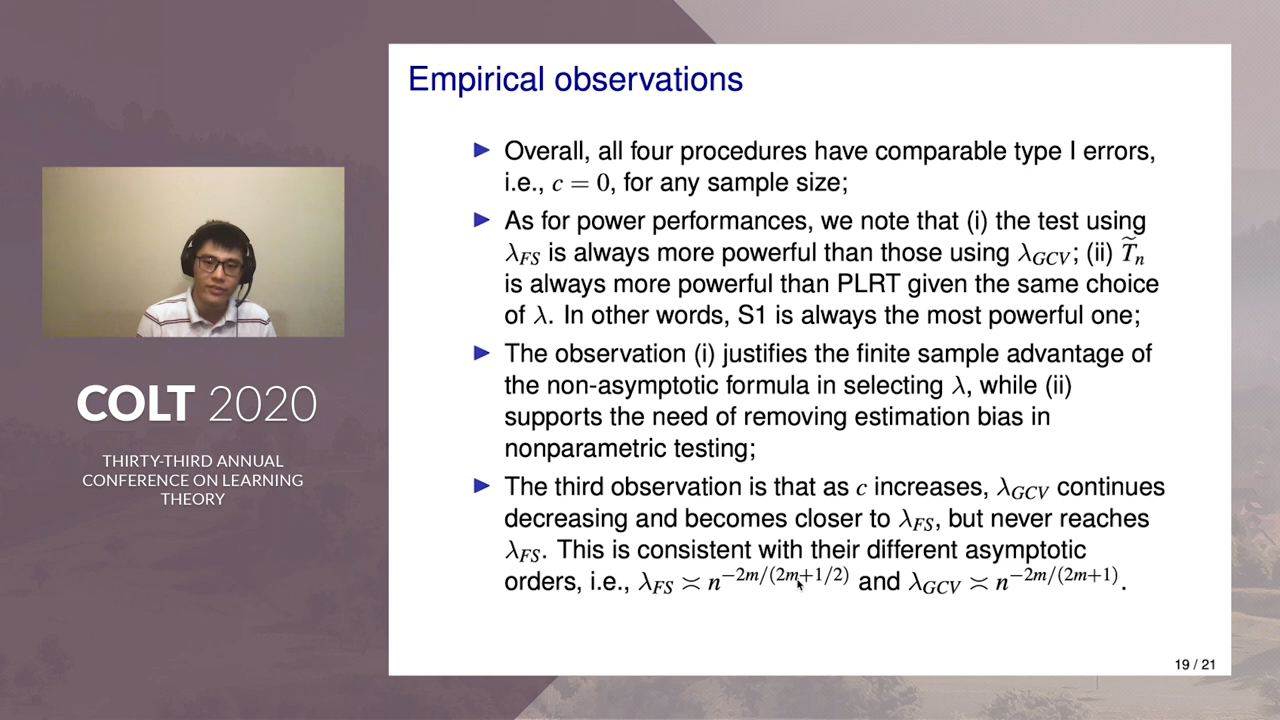 Empirical observations
Overall, all four procedures have comparable type I errors,
i.e., c = 0, for any sample size;
As for power performances, we note that (i) the test using
λ_FS is always more powerful than those using λ_GCV; (ii) T̃_n
is always more powerful than PLRT given the same choice
of λ. In other words, S1 is always the most powerful one;
The observation (i) justifies the finite sample advantage of
the non-asymptotic formula in selecting λ, while (ii)
supports the need of removing estimation bias in
nonparametric testing;
The third observation is that as c increases, λ_GCV continues
decreasing and becomes closer to λ_FS, but never reaches
λ_FS. This is consistent with their different asymptotic
orders, i.e., λ_FS ≍ n^{−2m/(2m+1/2)} and λ_GCV ≍ n^{−2m/(2m+1)}.
19 / 21
COLT 2020
THIRTY-THIRD ANNUAL
CONFERENCE ON LEARNING
THEORY